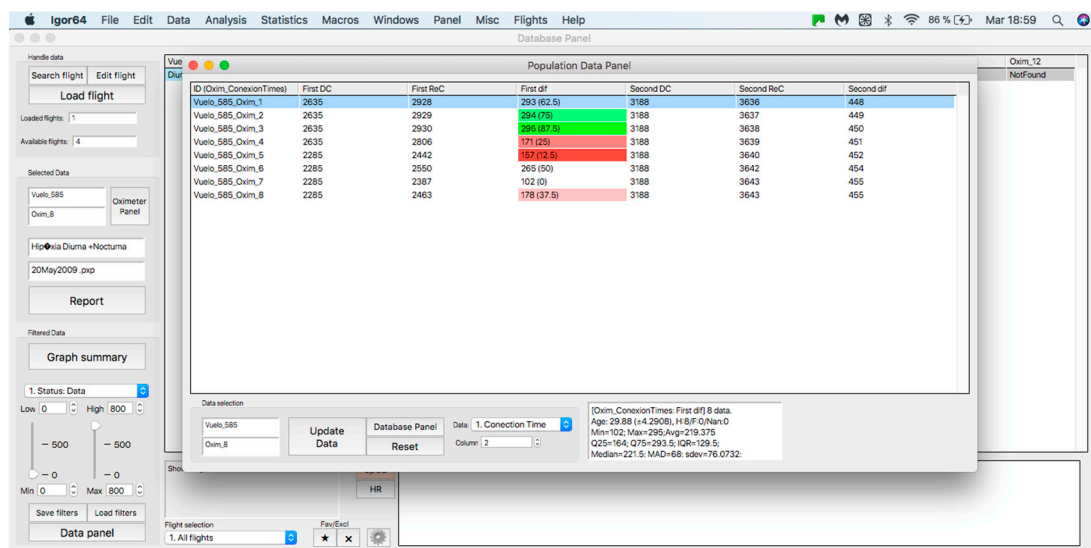 Igor64 File Edit Data Analysis Statistics Macros Windows Panel Misc Flights Help 86 % Mar 18:59
Database Panel
Handle data
Search flight Edit flight
Load flight
Loaded flights: 1
Available flights: 4
Selected Data
Vuelo_585
Oxim_8
Oximeter Panel
Hip�xia Diurna +Nocturna
20May2009 .pxp
Report
Filtered Data
Graph summary
1. Status: Data
Low 0 High 800
500 500
0 0
Min 0 Max 800
Save filters Load filters
Data panel
Vue
Diur
Oxim_12
NotFound
Population Data Panel
ID (Oxim_ConexionTimes) First DC First ReC First dif Second DC Second ReC Second dif
Vuelo_585_Oxim_1 2635 2928 293 (62.5) 3188 3636 448
Vuelo_585_Oxim_2 2635 2929 294 (75) 3188 3637 449
Vuelo_585_Oxim_3 2635 2930 295 (87.5) 3188 3638 450
Vuelo_585_Oxim_4 2635 2806 171 (25) 3188 3639 451
Vuelo_585_Oxim_5 2285 2442 157 (12.5) 3188 3640 452
Vuelo_585_Oxim_6 2285 2550 265 (50) 3188 3642 454
Vuelo_585_Oxim_7 2285 2387 102 (0) 3188 3643 455
Vuelo_585_Oxim_8 2285 2463 178 (37.5) 3188 3643 455
Data selection
Vuelo_585
Oxim_8
Update Data
Database Panel
Reset
Data: 1. Conection Time
Column: 2
[Oxim_ConexionTimes: First dif] 8 data.
Age: 29.88 (±4.2908), H:8/F:0/Nan:0
Min=102; Max=295;Avg=219.375
Q25=164; Q75=293.5; IQR=129.5;
Median=221.5: MAD=68: sdev=76.0732:
HR
Flight selection
1. All flights
Fav/Excl
★ x